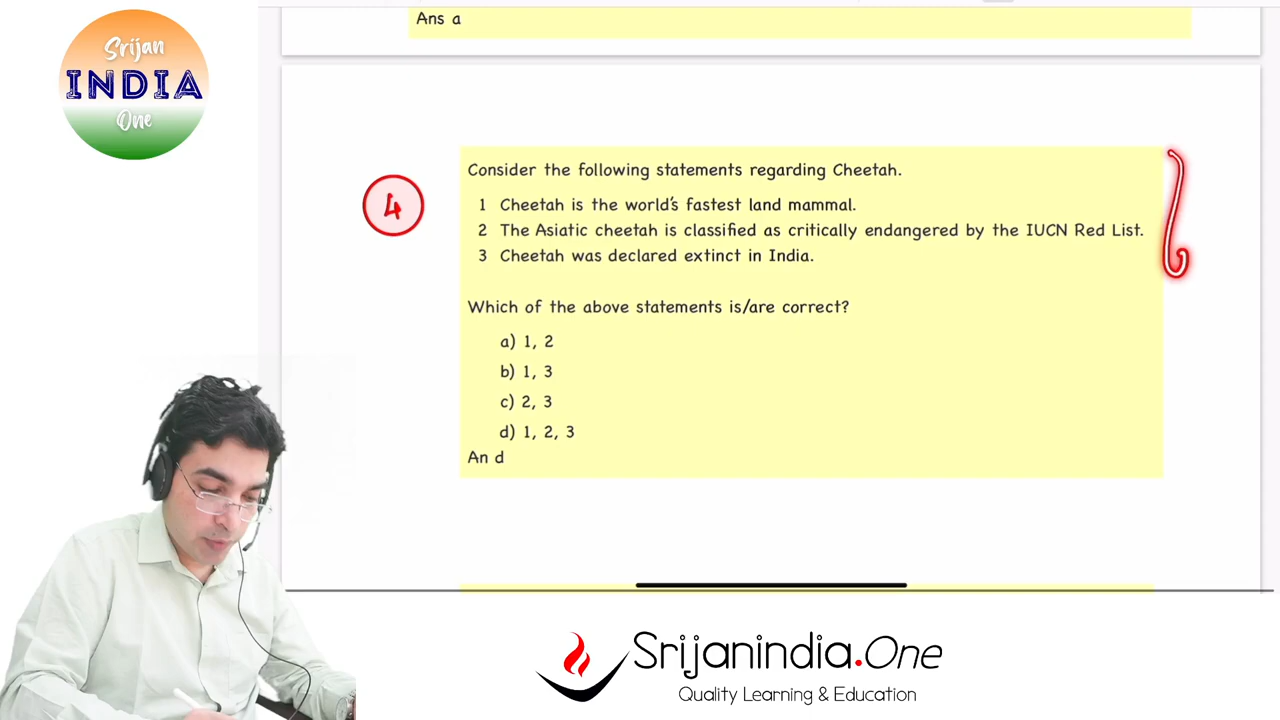 Ans a
Srijan
INDIA
One
4
Consider the following statements regarding Cheetah.
1 Cheetah is the world's fastest land mammal.
2 The Asiatic cheetah is classified as critically endangered by the IUCN Red List.
3 Cheetah was declared extinct in India.
Which of the above statements is/are correct?
a) 1, 2
b) 1, 3
c) 2, 3
d) 1, 2, 3
An d
Srijanindia.One
Quality Learning & Education